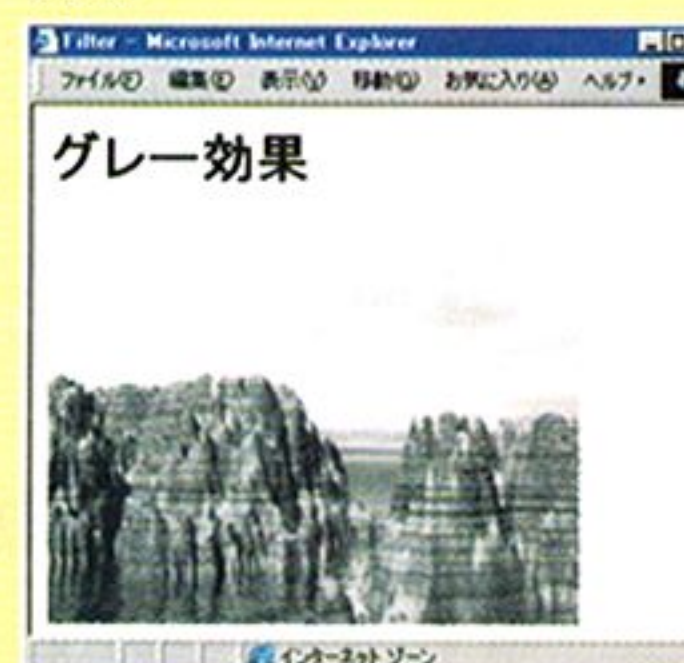 Filter - Microsoft Internet Explorer
ファイル(F) 編集(E) 表示(V) 移動(G) お気に入り(A) ヘルプ
グレー効果
インターネット ゾーン